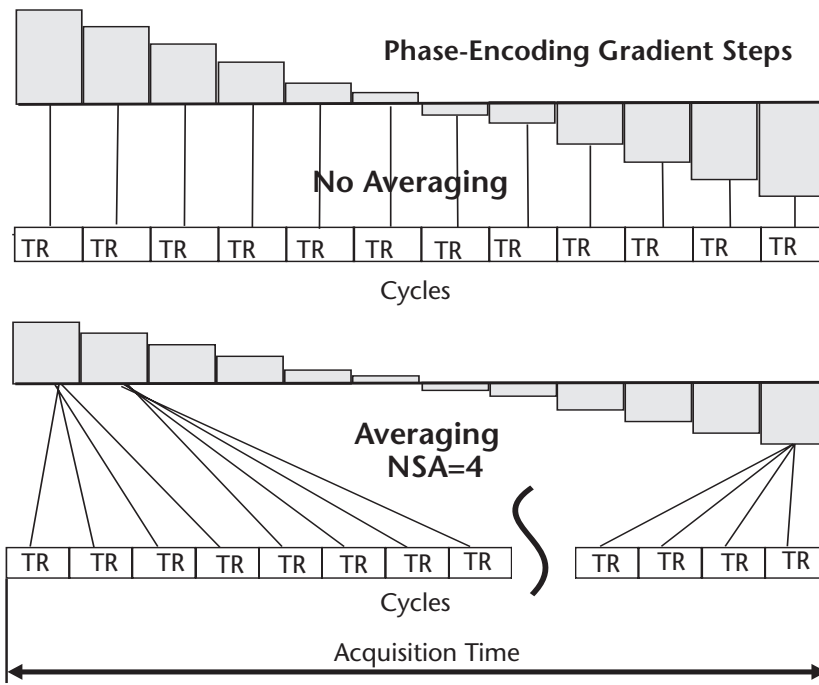 Phase-Encoding Gradient Steps
No Averaging
TR TR TR TR TR TR TR TR TR TR TR TR
Cycles
Averaging
NSA=4
TR TR TR TR TR TR TR TR TR TR TR TR
Cycles
Acquisition Time